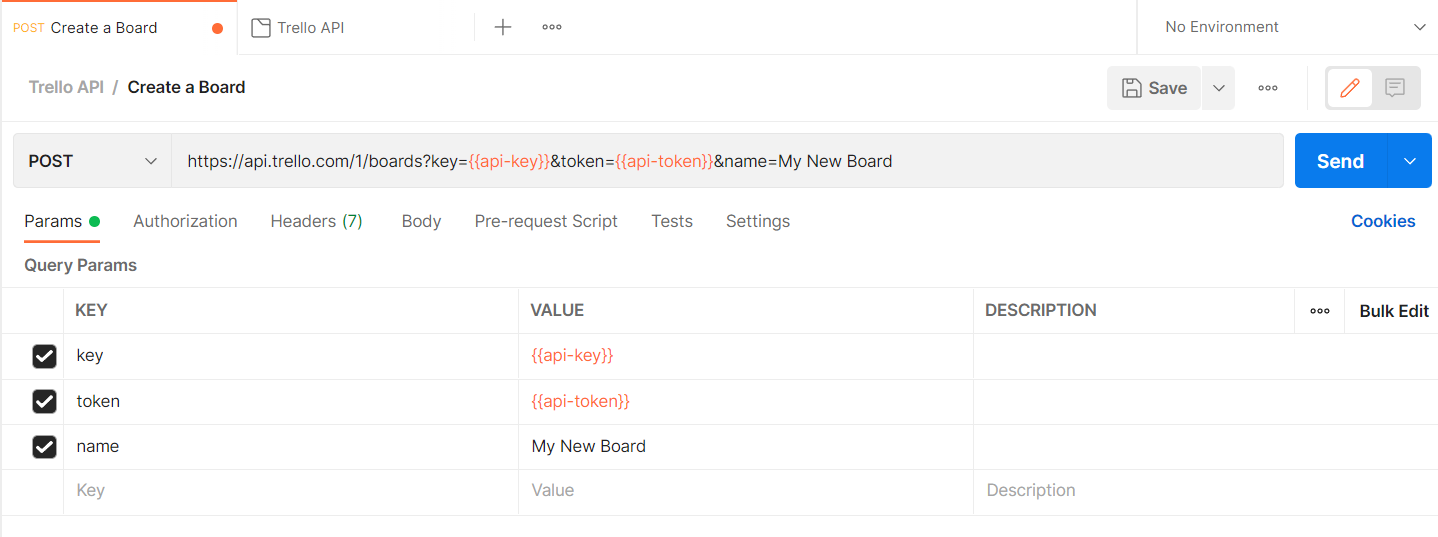 POST Create a Board Trello API No Environment
Trello API / Create a Board Save
POST https://api.trello.com/1/boards?key={{api-key}}&token={{api-token}}&name=My New Board Send
Params Authorization Headers (7) Body Pre-request Script Tests Settings Cookies
Query Params
KEY VALUE DESCRIPTION Bulk Edit
key {{api-key}}
token {{api-token}}
name My New Board
Key Value Description